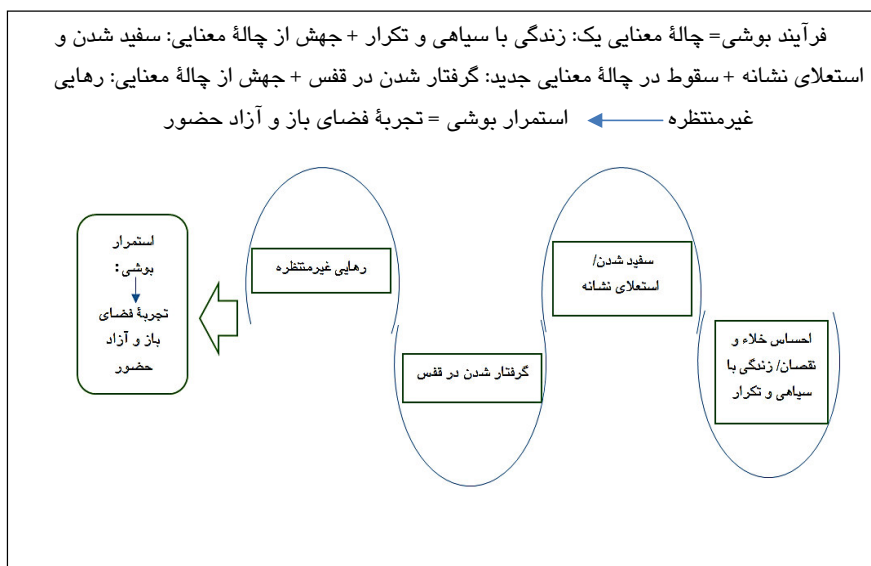 فرآیند بوشی= چالۀ معنایی یک: زندگی با سیاهی و تکرار + جهش از چالۀ معنایی: سفید شدن و
استعلای نشانه + سقوط در چالۀ معنایی جدید: گرفتار شدن در قفس + جهش از چالۀ معنایی: رهایی
غیرمنتظره استمرار بوشی = تجربۀ فضای باز و آزاد حضور
احساس خلاء و
نقصان/ زندگی با
سیاهی و تکرار
سفید شدن/
استعلای نشانه
گرفتار شدن در قفس
رهایی غیرمنتظره
استمرار
بوشی:
تجربۀ فضای
باز و آزاد
حضور